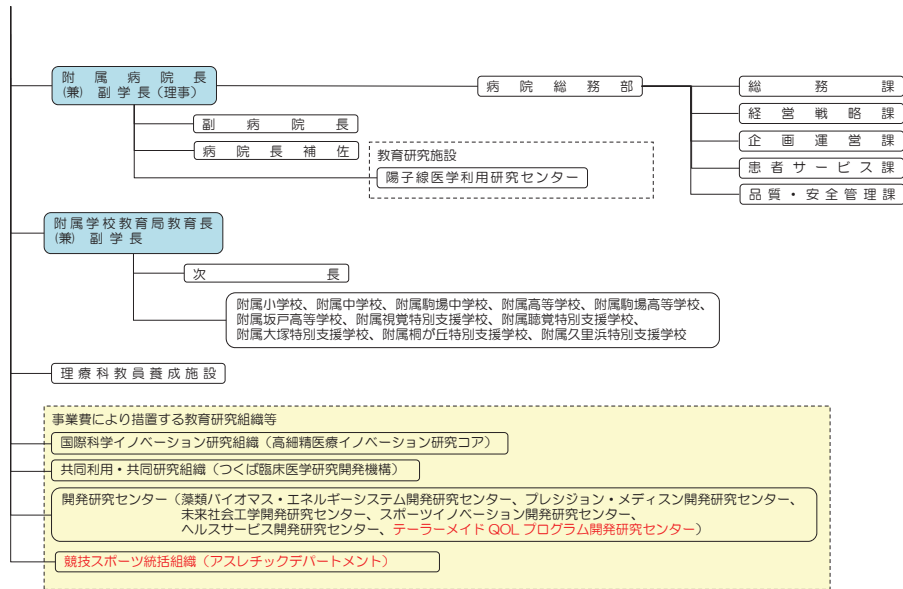 附属病院長
(兼) 副学長（理事）
病院総務部
総務課
経営戦略課
企画運営課
患者サービス課
品質・安全管理課
副病院長
病院長補佐
教育研究施設
陽子線医学利用研究センター
附属学校教育局教育長
(兼) 副学長
次長
附属小学校、附属中学校、附属駒場中学校、附属高等学校、附属駒場高等学校、
附属坂戸高等学校、附属視覚特別支援学校、附属聴覚特別支援学校、
附属大塚特別支援学校、附属桐が丘特別支援学校、附属久里浜特別支援学校
理療科教員養成施設
事業費により措置する教育研究組織等
国際科学イノベーション研究組織（高細精医療イノベーション研究コア）
共同利用・共同研究組織（つくば臨床医学研究開発機構）
開発研究センター（藻類バイオマス・エネルギーシステム開発研究センター、プレシジョン・メディスン開発研究センター、
未来社会工学開発研究センター、スポーツイノベーション開発研究センター、
ヘルスサービス開発研究センター、テーラーメイド QOL プログラム開発研究センター）
競技スポーツ統括組織（アスレチックデパートメント）